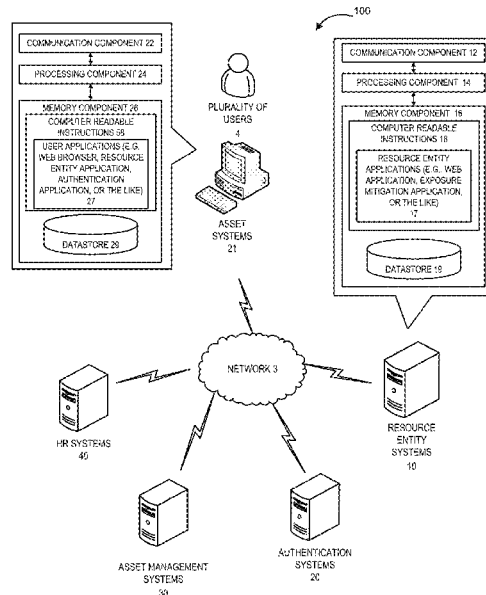 100
COMMUNICATION COMPONENT 22
PROCESSING COMPONENT 24
MEMORY COMPONENT 26
COMPUTER READABLE
INSTRUCTIONS 58
USER APPLICATIONS (E.G.
WEB BROWSER, RESOURCE
ENTITY APPLICATION,
AUTHENTICATION
APPLICATION, OR THE LIKE)
27
DATASTORE 29
PLURALITY OF
USERS
4
ASSET
SYSTEMS
21
COMMUNICATION COMPONENT 12
PROCESSING COMPONENT 14
MEMORY COMPONENT 16
COMPUTER READABLE
INSTRUCTIONS 18
RESOURCE ENTITY
APPLICATIONS (E.G., WEB
APPLICATION, EXPOSURE
MITIGATION APPLICATION,
OR THE LIKE)
17
DATASTORE 19
NETWORK 3
HR SYSTEMS
40
RESOURCE
ENTITY
SYSTEMS
10
ASSET MANAGEMENT
SYSTEMS
30
AUTHENTICATION
SYSTEMS
20